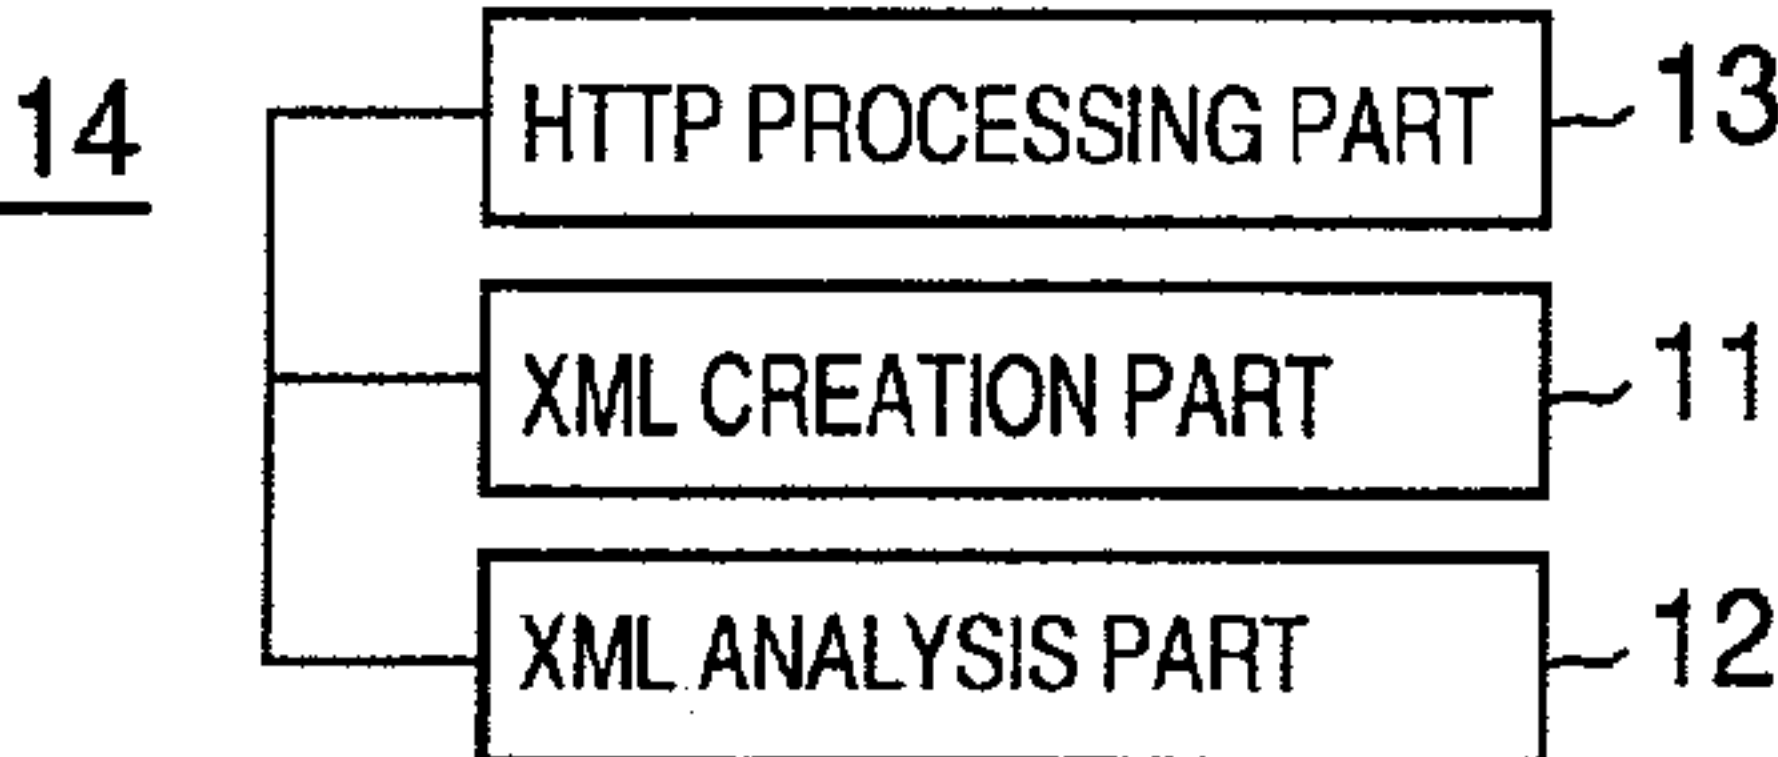 14
HTTP PROCESSING PART 13
XML CREATION PART 11
XML ANALYSIS PART 12